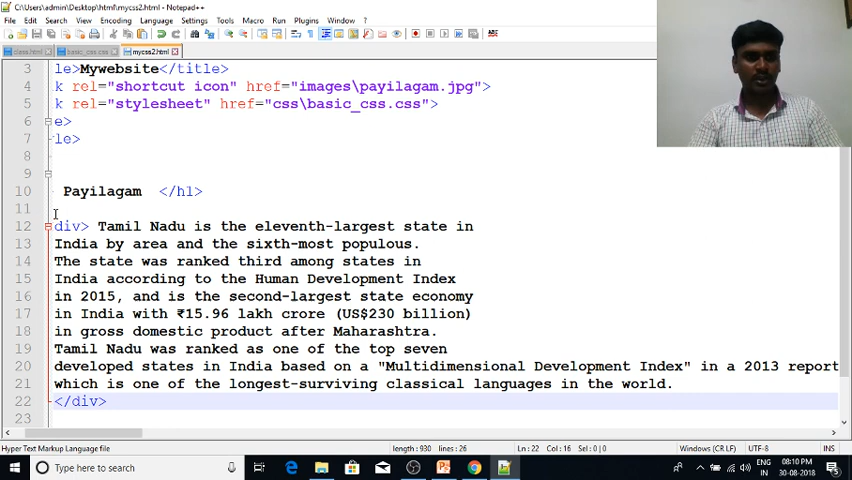 C:\Users\admin\Desktop\html\mycss2.html - Notepad++
File Edit Search View Encoding Language Settings Tools Macro Run Plugins Window ?
class.html basic_css.css mycss2.html
3 le>Mywebsite</title>
4 k rel="shortcut icon" href="images\payilagam.jpg">
5 k rel="stylesheet" href="css\basic_css.css">
6 e>
7 le>
8
9
10 Payilagam </h1>
11
12 div> Tamil Nadu is the eleventh-largest state in
13 India by area and the sixth-most populous.
14 The state was ranked third among states in
15 India according to the Human Development Index
16 in 2015, and is the second-largest state economy
17 in India with ₹15.96 lakh crore (US$230 billion)
18 in gross domestic product after Maharashtra.
19 Tamil Nadu was ranked as one of the top seven
20 developed states in India based on a "Multidimensional Development Index" in a 2013 report
21 which is one of the longest-surviving classical languages in the world.
22 </div>
23
Hyper Text Markup Language file length : 930 lines : 26 Ln : 22 Col : 16 Sel : 0 | 0 Windows (CR LF) UTF-8 INS
Type here to search
ENG
IN
08:10 PM
30-08-2018